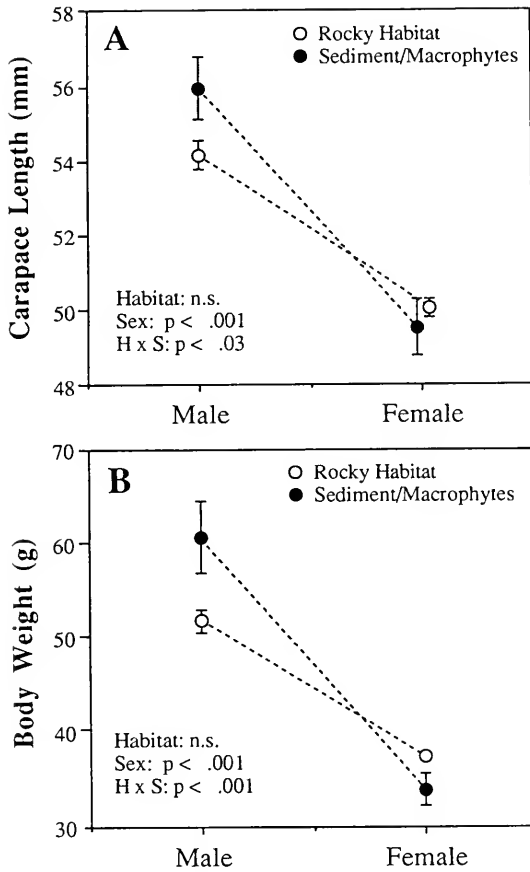 A
○ Rocky Habitat
● Sediment/Macrophytes
Carapace Length (mm)
58
56
54
52
50
48
Habitat: n.s.
Sex: p < .001
H x S: p < .03
Male
Female
B
○ Rocky Habitat
● Sediment/Macrophytes
Body Weight (g)
70
60
50
40
30
Habitat: n.s.
Sex: p < .001
H x S: p < .001
Male
Female